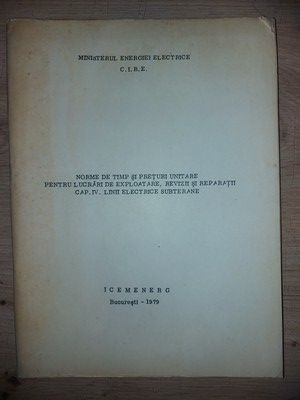 MINISTERUL ENERGIEI ELECTRICE
C.I.R.E.
NORME DE TIMP ŞI PREŢURI UNITARE
PENTRU LUCRĂRI DE EXPLOATARE, REVIZII ŞI REPARAŢII
CAP.IV. LINII ELECTRICE SUBTERANE
ICEMENERG
Bucureşti - 1979